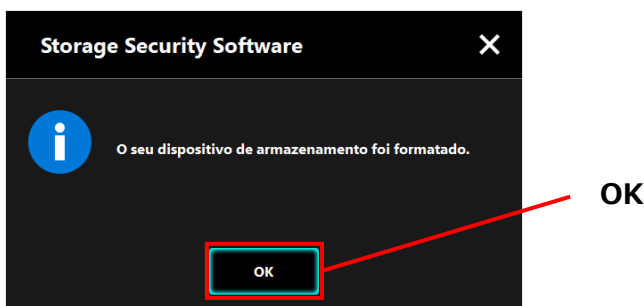 Storage Security Software
O seu dispositivo de armazenamento foi formatado.
OK
OK